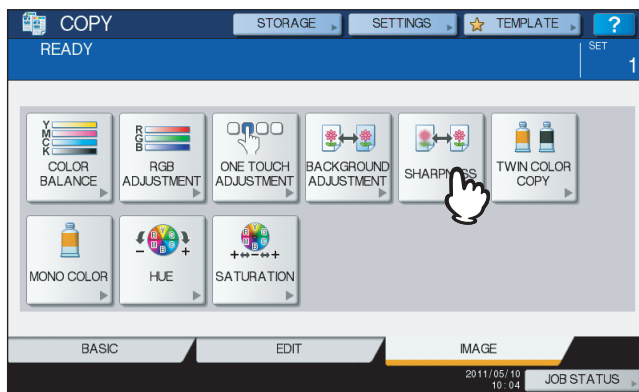 COPY
STORAGE
SETTINGS
TEMPLATE
?
READY
SET
1
Y
M
C
K
COLOR
BALANCE
R
G
B
RGB
ADJUSTMENT
ONE TOUCH
ADJUSTMENT
BACKGROUND
ADJUSTMENT
SHARPNESS
TWIN COLOR
COPY
MONO COLOR
- +
HUE
+↔-↔+
SATURATION
BASIC
EDIT
IMAGE
2011/05/10
10:04
JOB STATUS